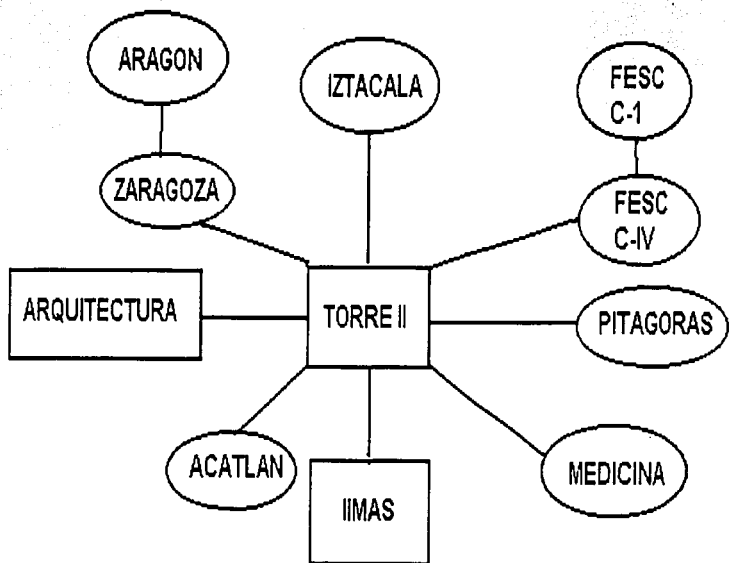 ARAGON
IZTACALA
FESC
C-1
ZARAGOZA
FESC
C-IV
ARQUITECTURA
TORRE II
PITAGORAS
ACATLAN
IIMAS
MEDICINA